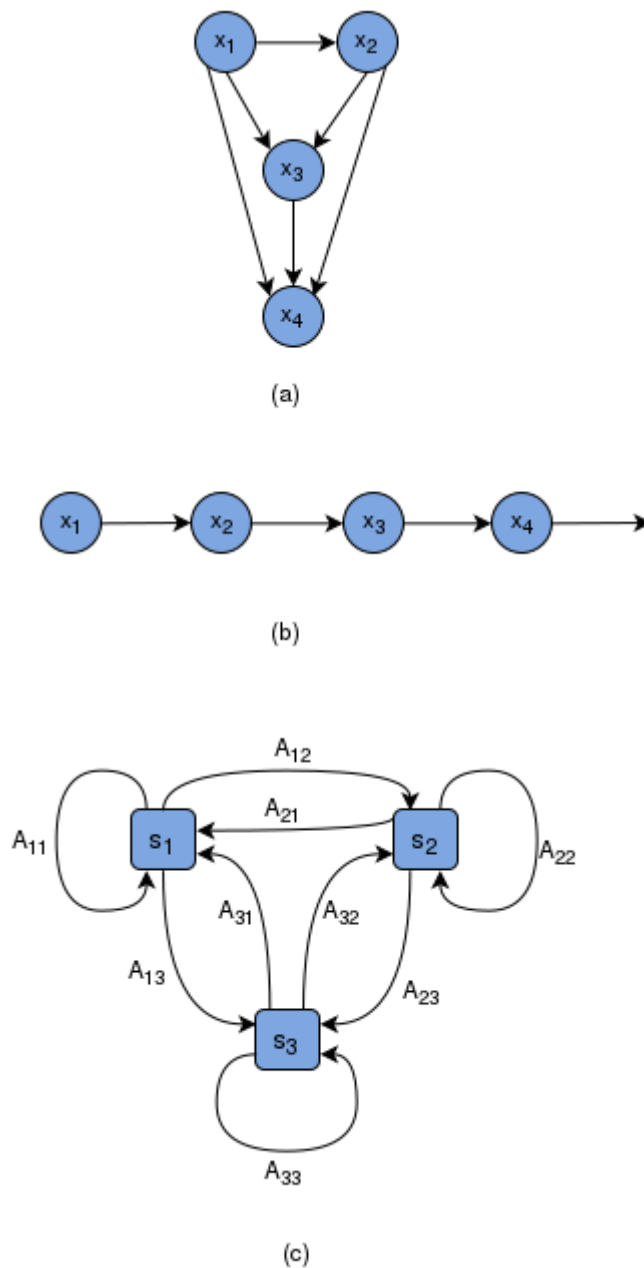 x₁ x₂
x₃
x₄
(a)
x₁ x₂ x₃ x₄
(b)
A₁₂
A₂₁
A₁₁ s₁ s₂ A₂₂
A₃₁ A₃₂
A₁₃ A₂₃
s₃
A₃₃
(c)